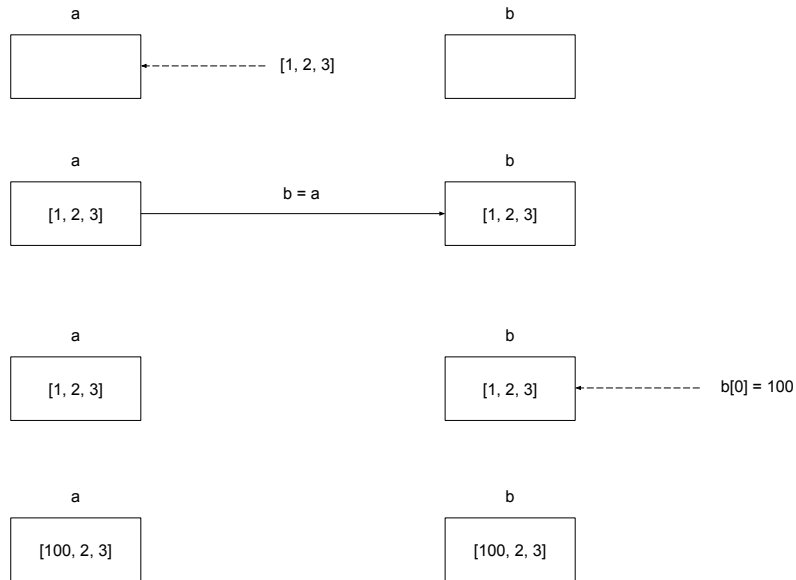 a b
[1, 2, 3]
a b
[1, 2, 3] b = a [1, 2, 3]
a b
[1, 2, 3] [1, 2, 3] b[0] = 100
a b
[100, 2, 3] [100, 2, 3]